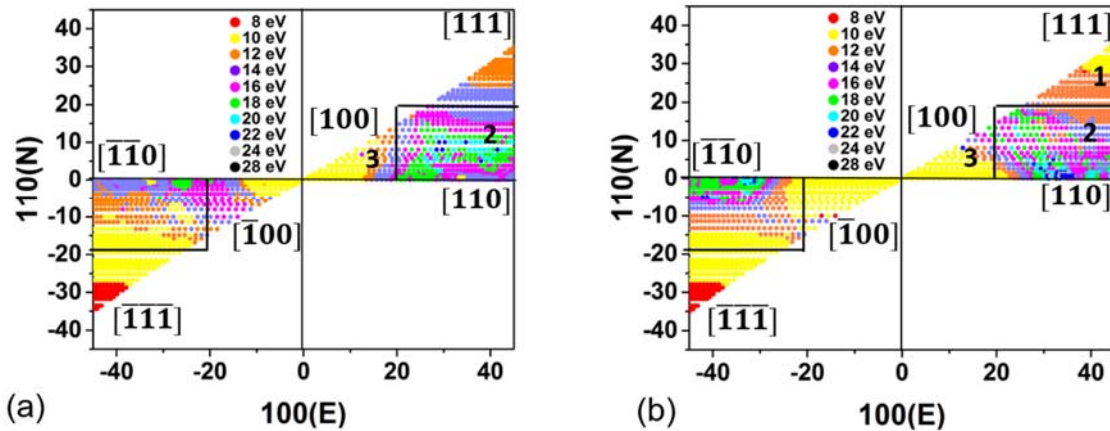 40
30
20
10
0
-10
-20
-30
-40
-40 -20 0 20 40
110(N)
100(E)
8 eV
10 eV
12 eV
14 eV
16 eV
18 eV
20 eV
22 eV
24 eV
28 eV
[111]
[100]
2
3
[1̅1̅0]
[110]
[1̅00]
[1̅1̅1̅]
(a)
40
30
20
10
0
-10
-20
-30
-40
-40 -20 0 20 40
110(N)
100(E)
8 eV
10 eV
12 eV
14 eV
16 eV
18 eV
20 eV
22 eV
24 eV
28 eV
[111]
1
[100]
2
3
[1̅1̅0]
[110]
[1̅00]
[1̅1̅1̅]
(b)